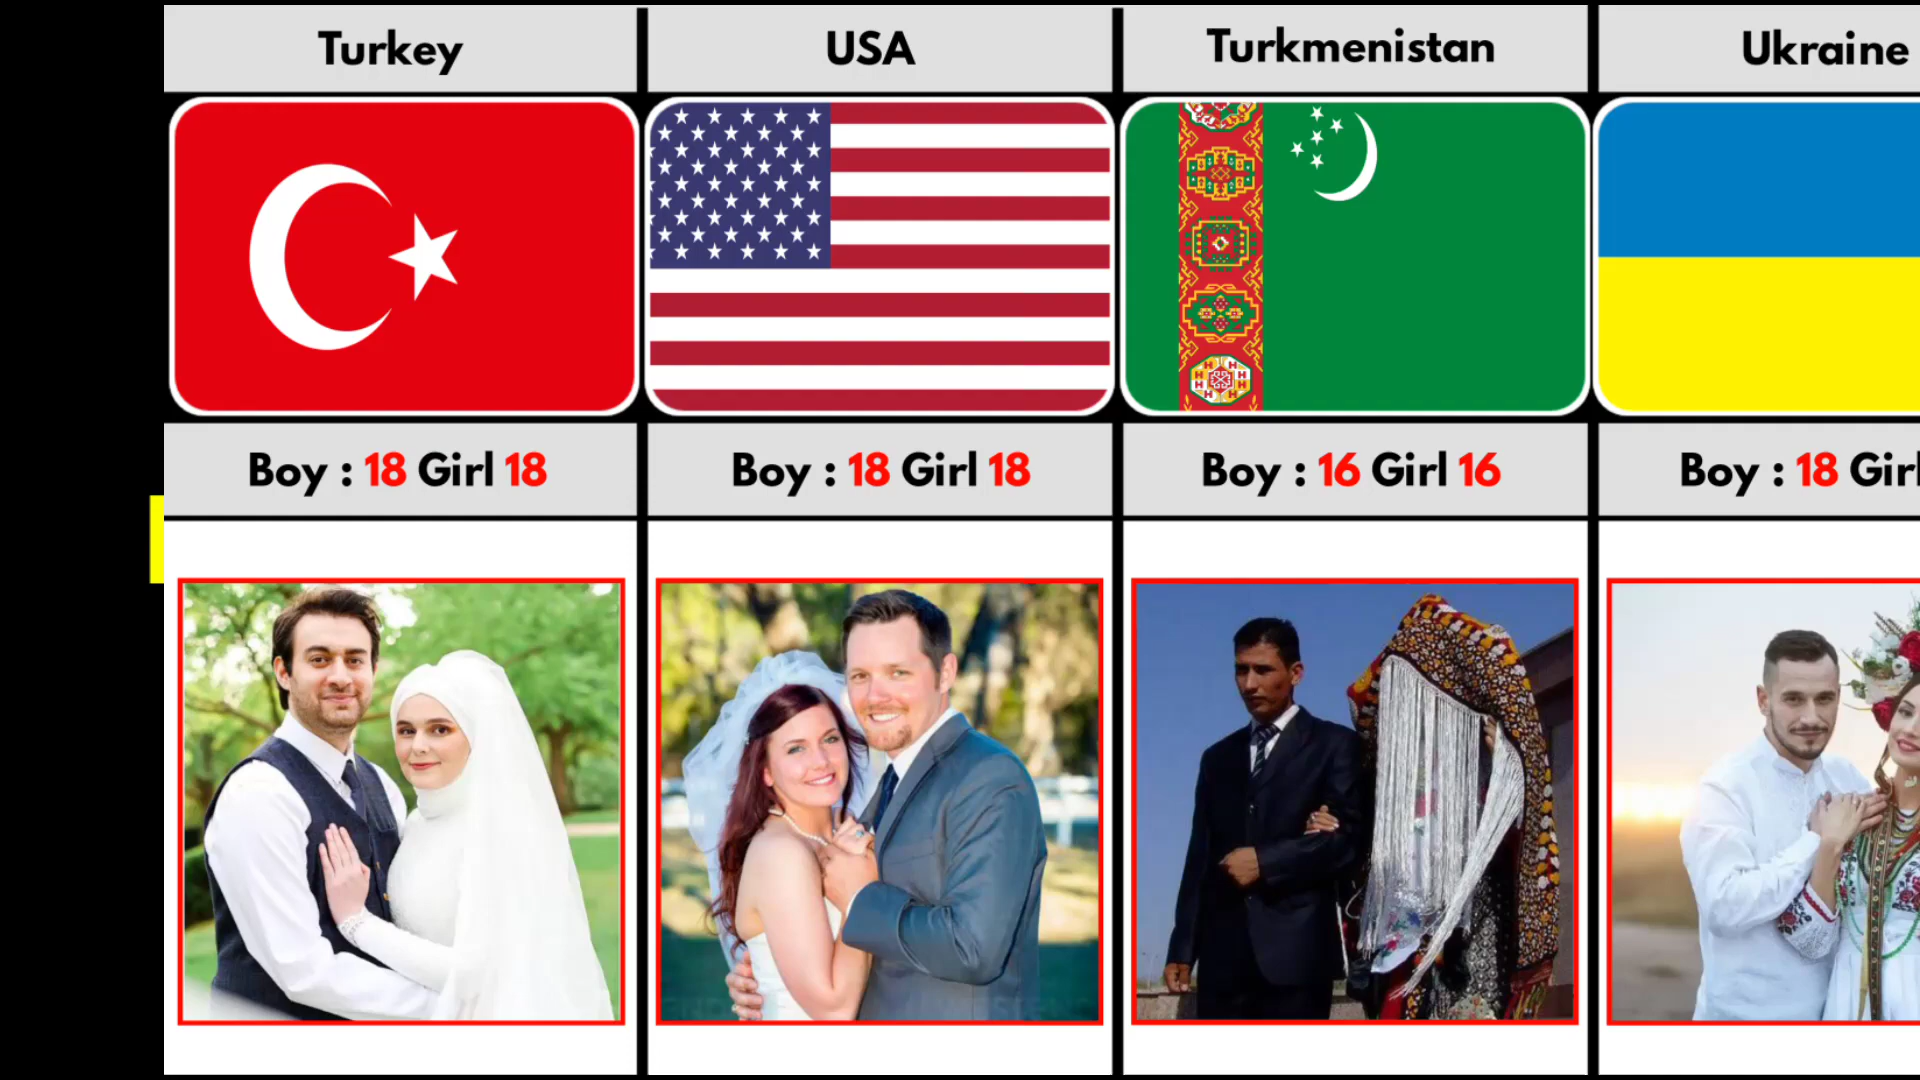 Turkey
USA
Turkmenistan
Ukraine
Boy : 18 Girl 18
Boy : 18 Girl 18
Boy : 16 Girl 16
Boy : 18 Girl